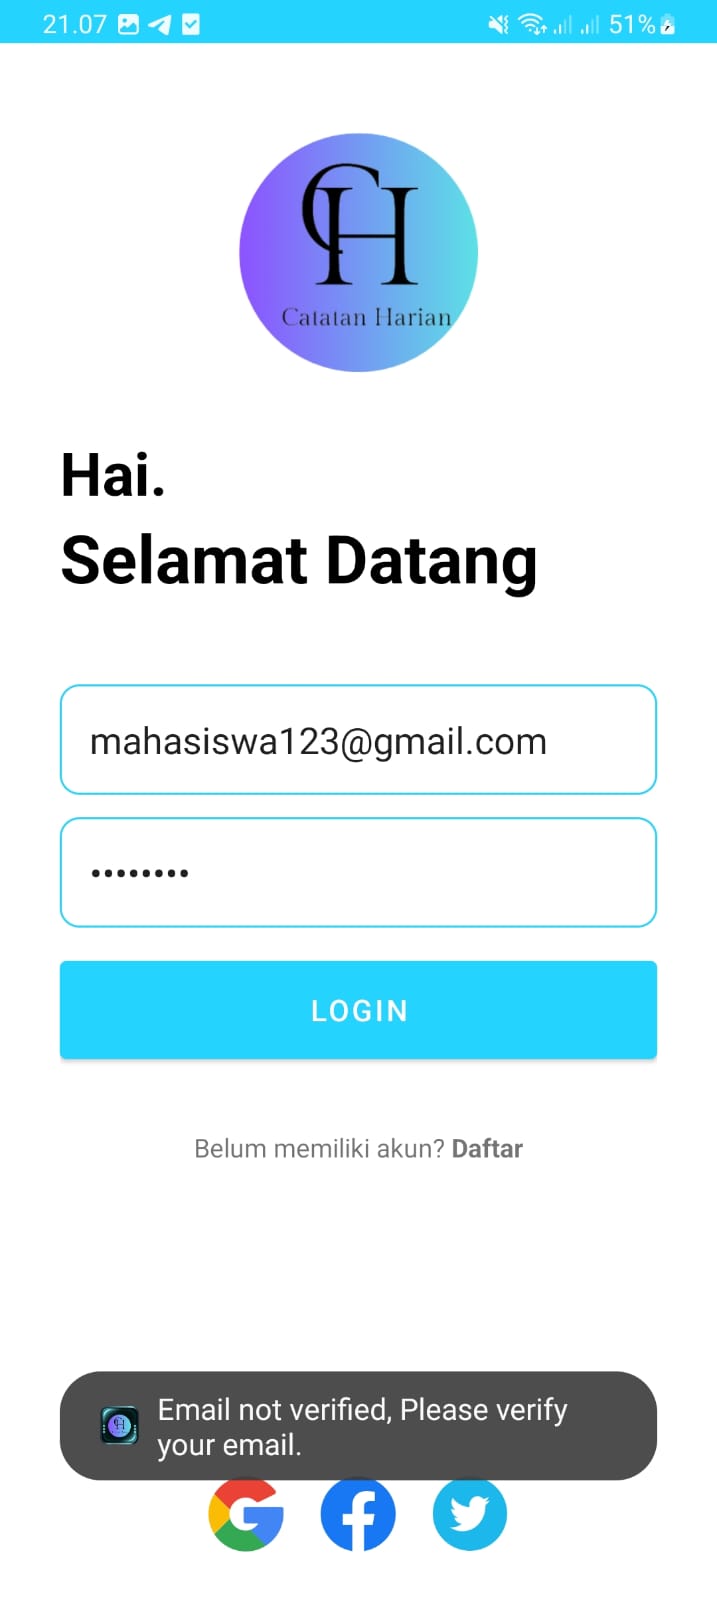 21.07
51%
CH
Catatan Harian
Hai.
Selamat Datang
mahasiswa123@gmail.com
••••••••
LOGIN
Belum memiliki akun? Daftar
Email not verified, Please verify
your email.